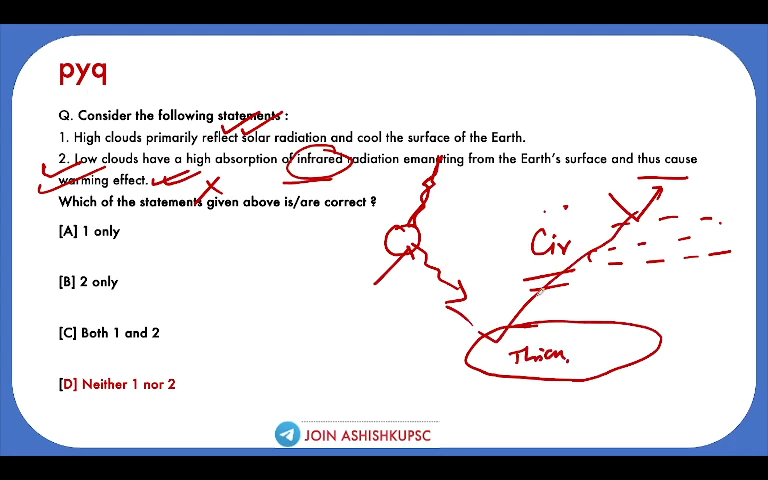 pyq
Q. Consider the following statements :
1. High clouds primarily reflect solar radiation and cool the surface of the Earth.
2. Low clouds have a high absorption of infrared radiation emanating from the Earth's surface and thus cause
warming effect.
Which of the statements given above is/are correct ?
[A] 1 only
Cir
[B] 2 only
[C] Both 1 and 2
[D] Neither 1 nor 2
JOIN ASHISHKUPSC